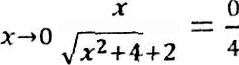 x→0 x/(√(x²+4)+2) = 0/4